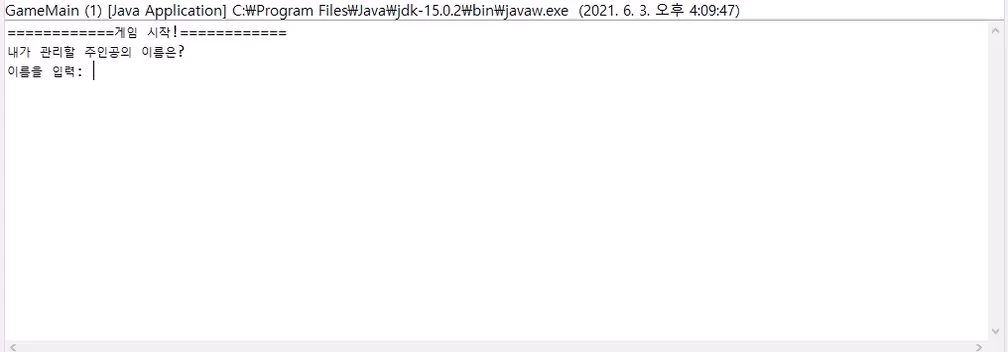 GameMain (1) [Java Application] C:₩Program Files₩Java₩jdk-15.0.2₩bin₩javaw.exe (2021. 6. 3. 오후 4:09:47)
============게임 시작!============
내가 관리할 주인공의 이름은?
이름을 입력: